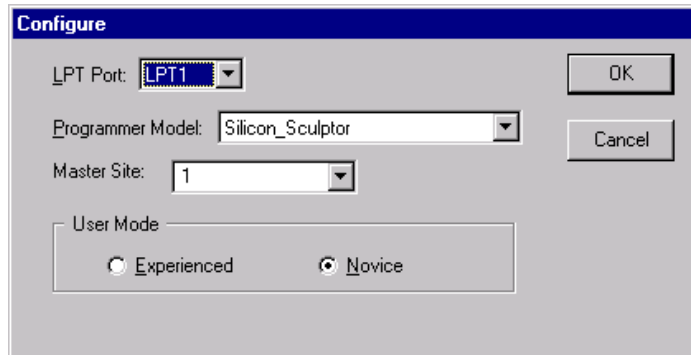 Configure
LPT Port: LPT1
OK
Programmer Model: Silicon_Sculptor
Cancel
Master Site: 1
User Mode
Experienced Novice